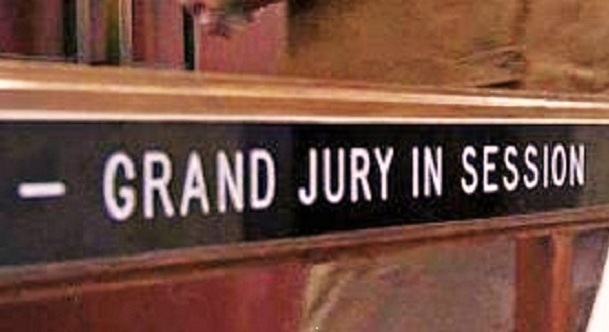 — GRAND JURY IN SESSION